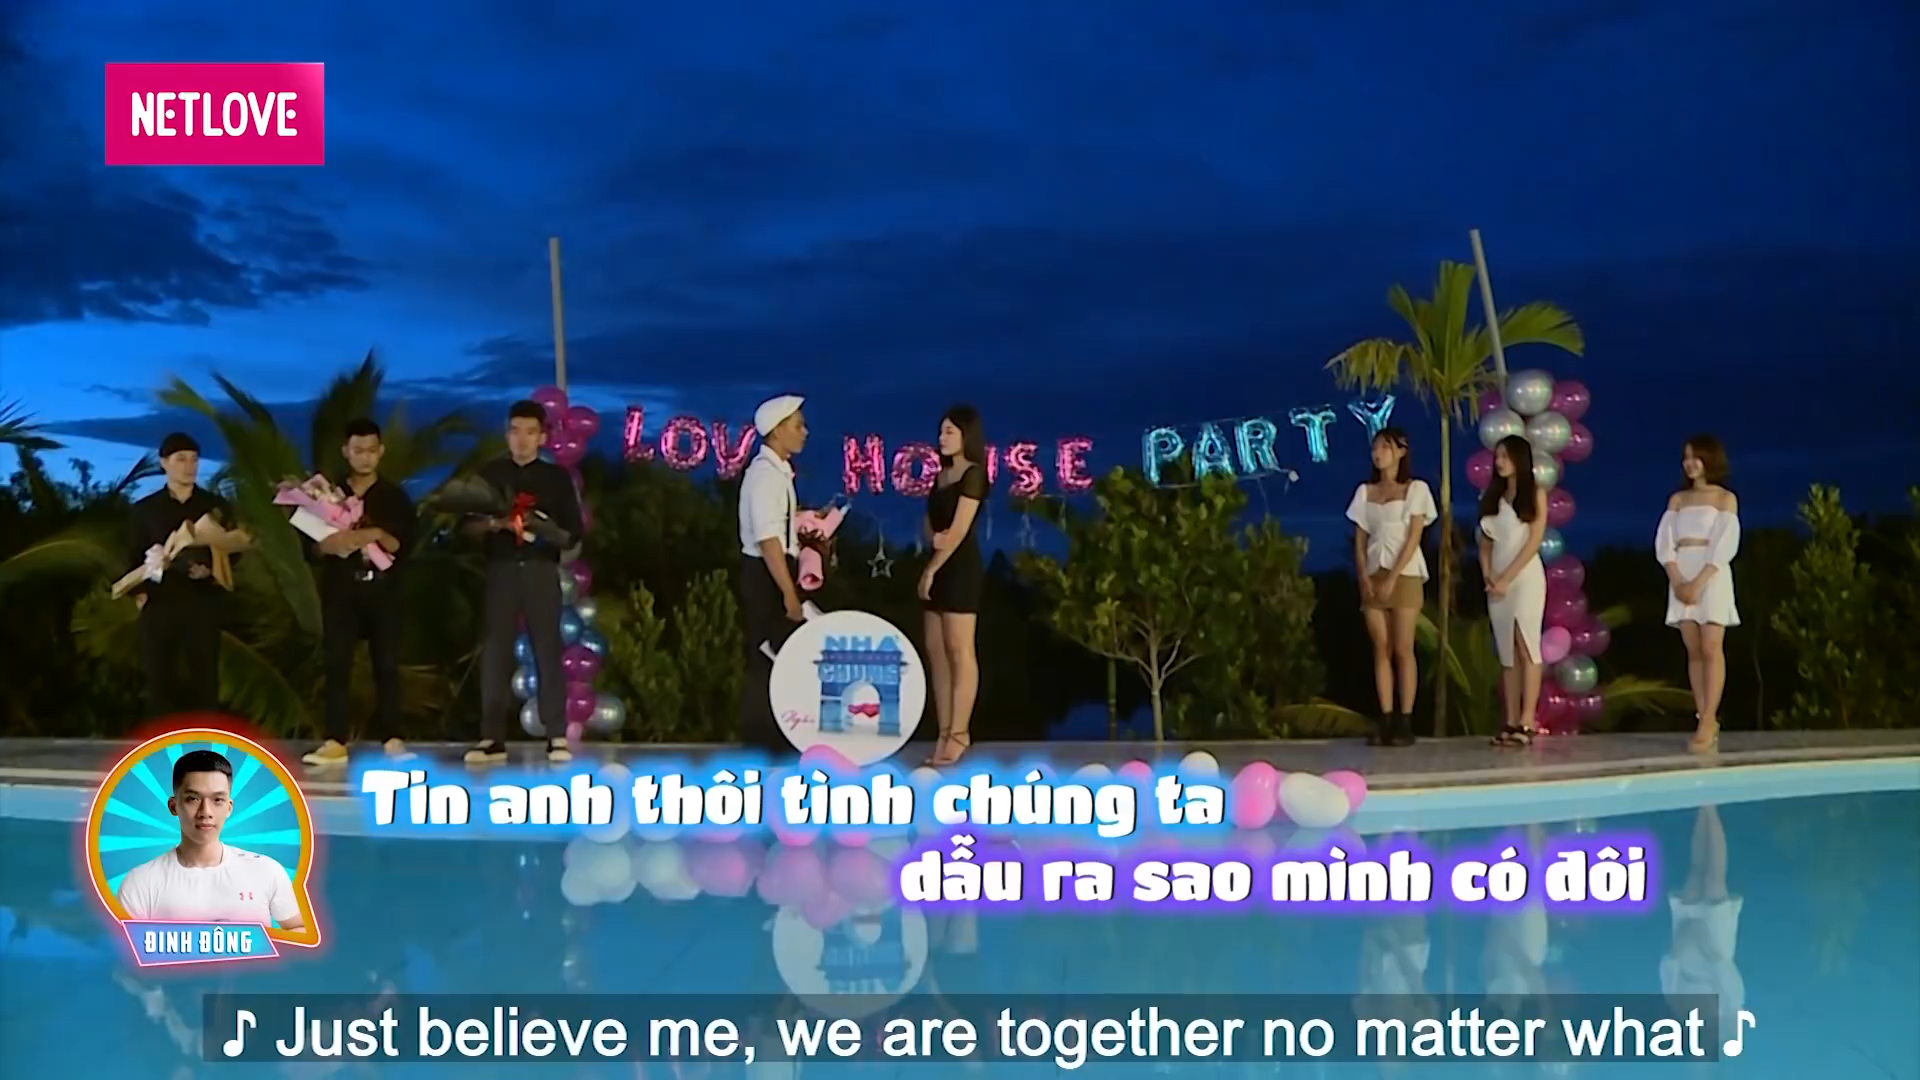 NETLOVE
LOV HOUSE PARTY
NHÀ
CHUNG
Tin anh thôi tình chúng ta
dẫu ra sao mình có đôi
ĐINH ĐÔNG
♪ Just believe me, we are together no matter what ♪